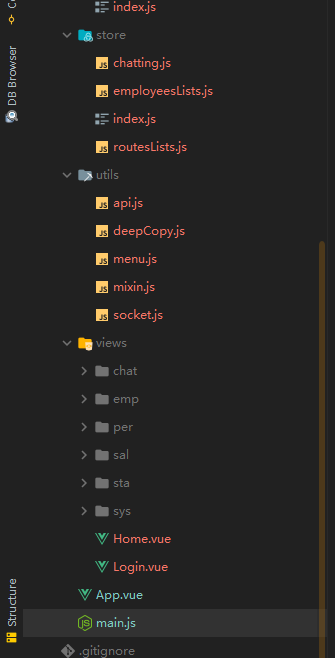 index.js
store
chatting.js
employeesLists.js
index.js
routesLists.js
utils
api.js
deepCopy.js
menu.js
mixin.js
socket.js
views
chat
emp
per
sal
sta
sys
Home.vue
Login.vue
App.vue
main.js
.gitignore
DB Browser
Structure